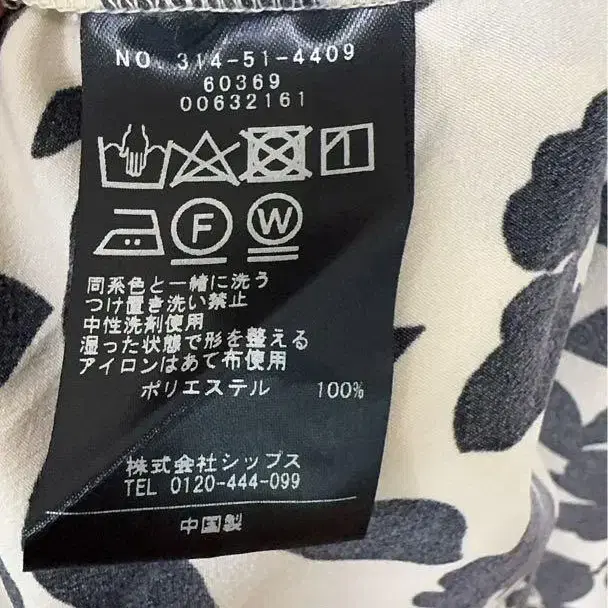 NO 314-51-4409
60369
00632161
F W
同系色と一緒に洗う
つけ置き洗い禁止
中性洗剤使用
湿った状態で形を整える
アイロンはあて布使用
ポリエステル 100%
株式会社シップス
TEL 0120-444-099
中国製